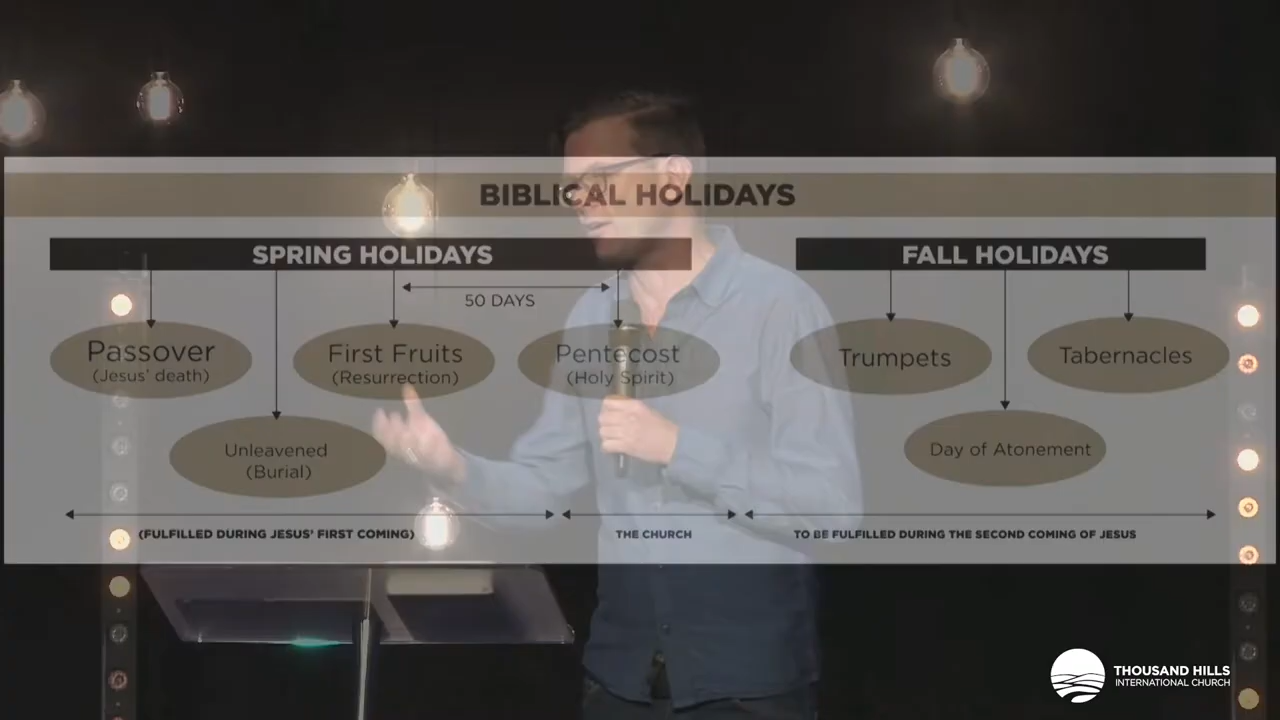 BIBLICAL HOLIDAYS
SPRING HOLIDAYS
FALL HOLIDAYS
50 DAYS
Passover
(Jesus' death)
First Fruits
(Resurrection)
Pentecost
(Holy Spirit)
Trumpets
Tabernacles
Unleavened
(Burial)
Day of Atonement
(FULFILLED DURING JESUS' FIRST COMING)
THE CHURCH
TO BE FULFILLED DURING THE SECOND COMING OF JESUS
THOUSAND HILLS
INTERNATIONAL CHURCH